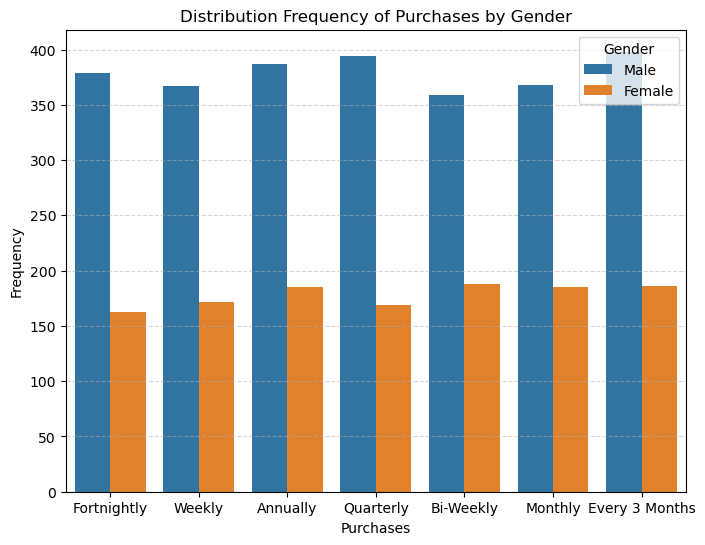 Distribution Frequency of Purchases by Gender
Gender
Male
Female
400
350
300
250
200
150
100
50
0
Frequency
Fortnightly Weekly Annually Quarterly Bi-Weekly Monthly Every 3 Months
Purchases